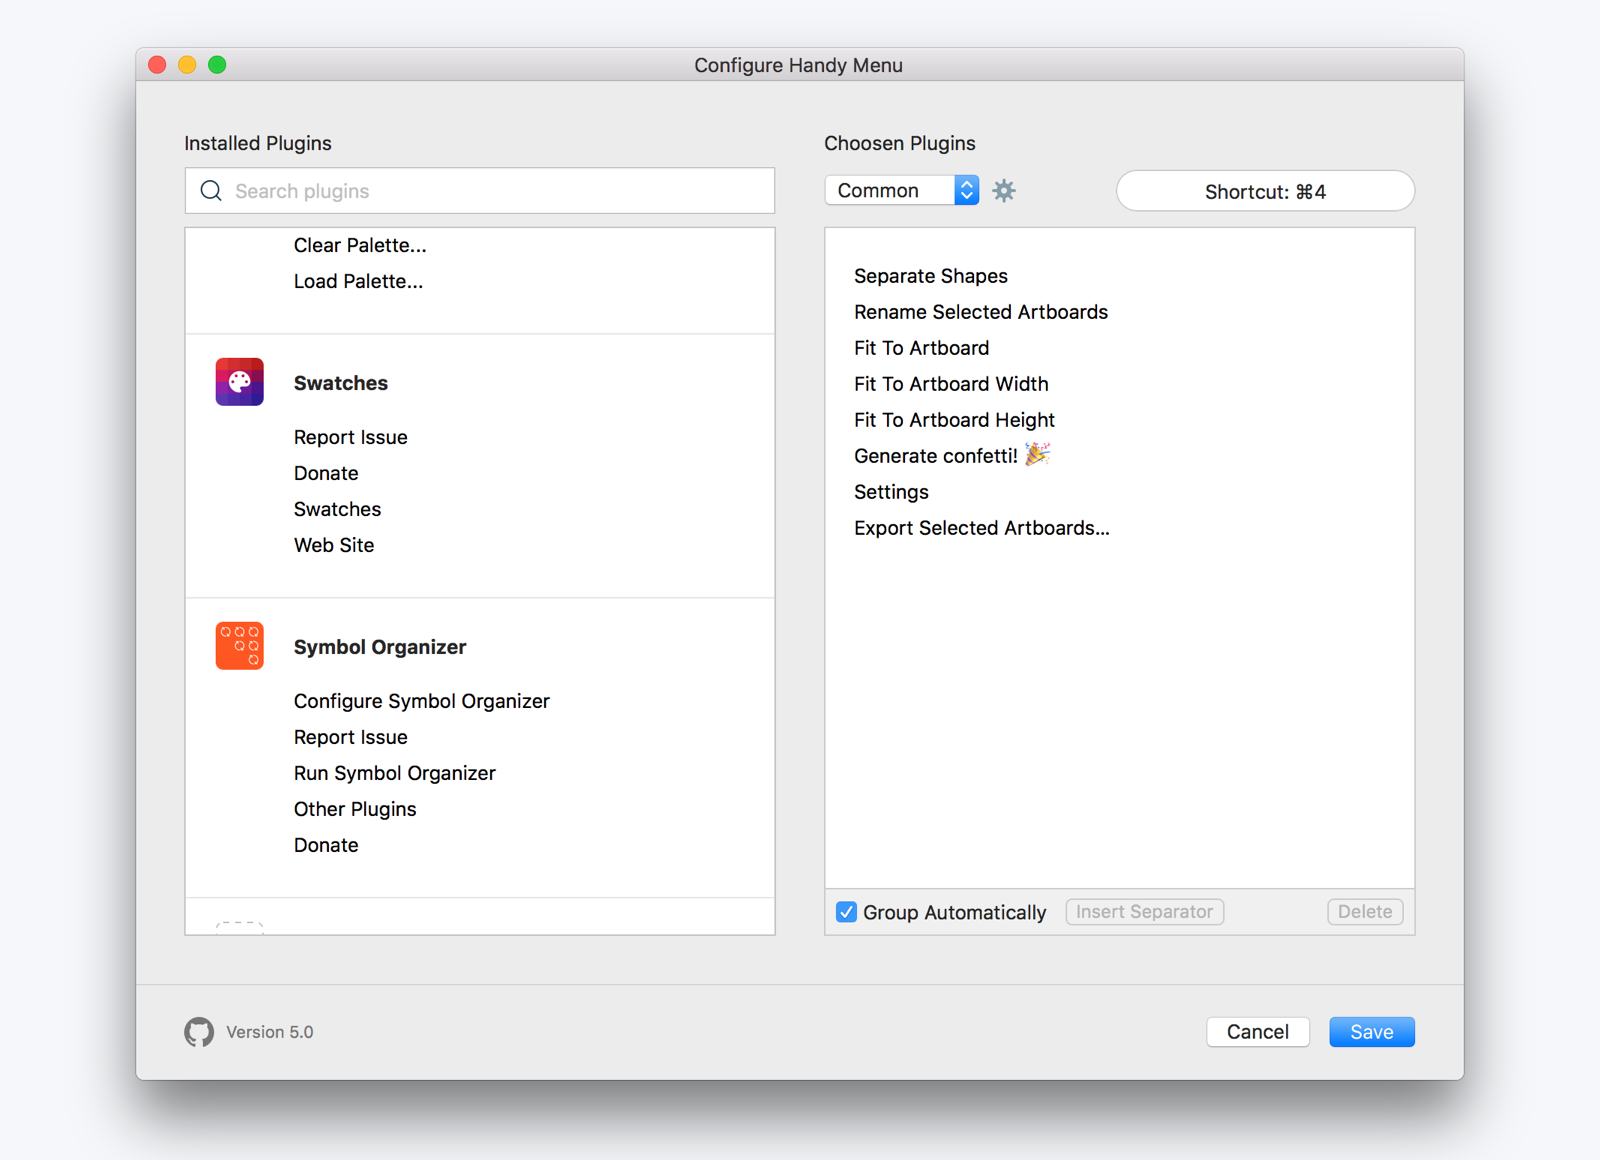 Configure Handy Menu
Installed Plugins
Search plugins
Clear Palette...
Load Palette...
Swatches
Report Issue
Donate
Swatches
Web Site
Symbol Organizer
Configure Symbol Organizer
Report Issue
Run Symbol Organizer
Other Plugins
Donate
Choosen Plugins
Common
Shortcut: ⌘4
Separate Shapes
Rename Selected Artboards
Fit To Artboard
Fit To Artboard Width
Fit To Artboard Height
Generate confetti! 🎉
Settings
Export Selected Artboards...
Group Automatically
Insert Separator
Delete
Version 5.0
Cancel
Save